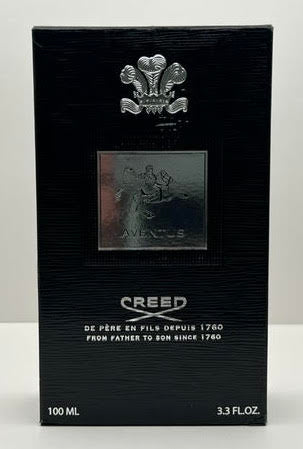 AVENTUS
CREED
DE PÈRE EN FILS DEPUIS 1760
FROM FATHER TO SON SINCE 1760
100 ML 3.3 FL.OZ.